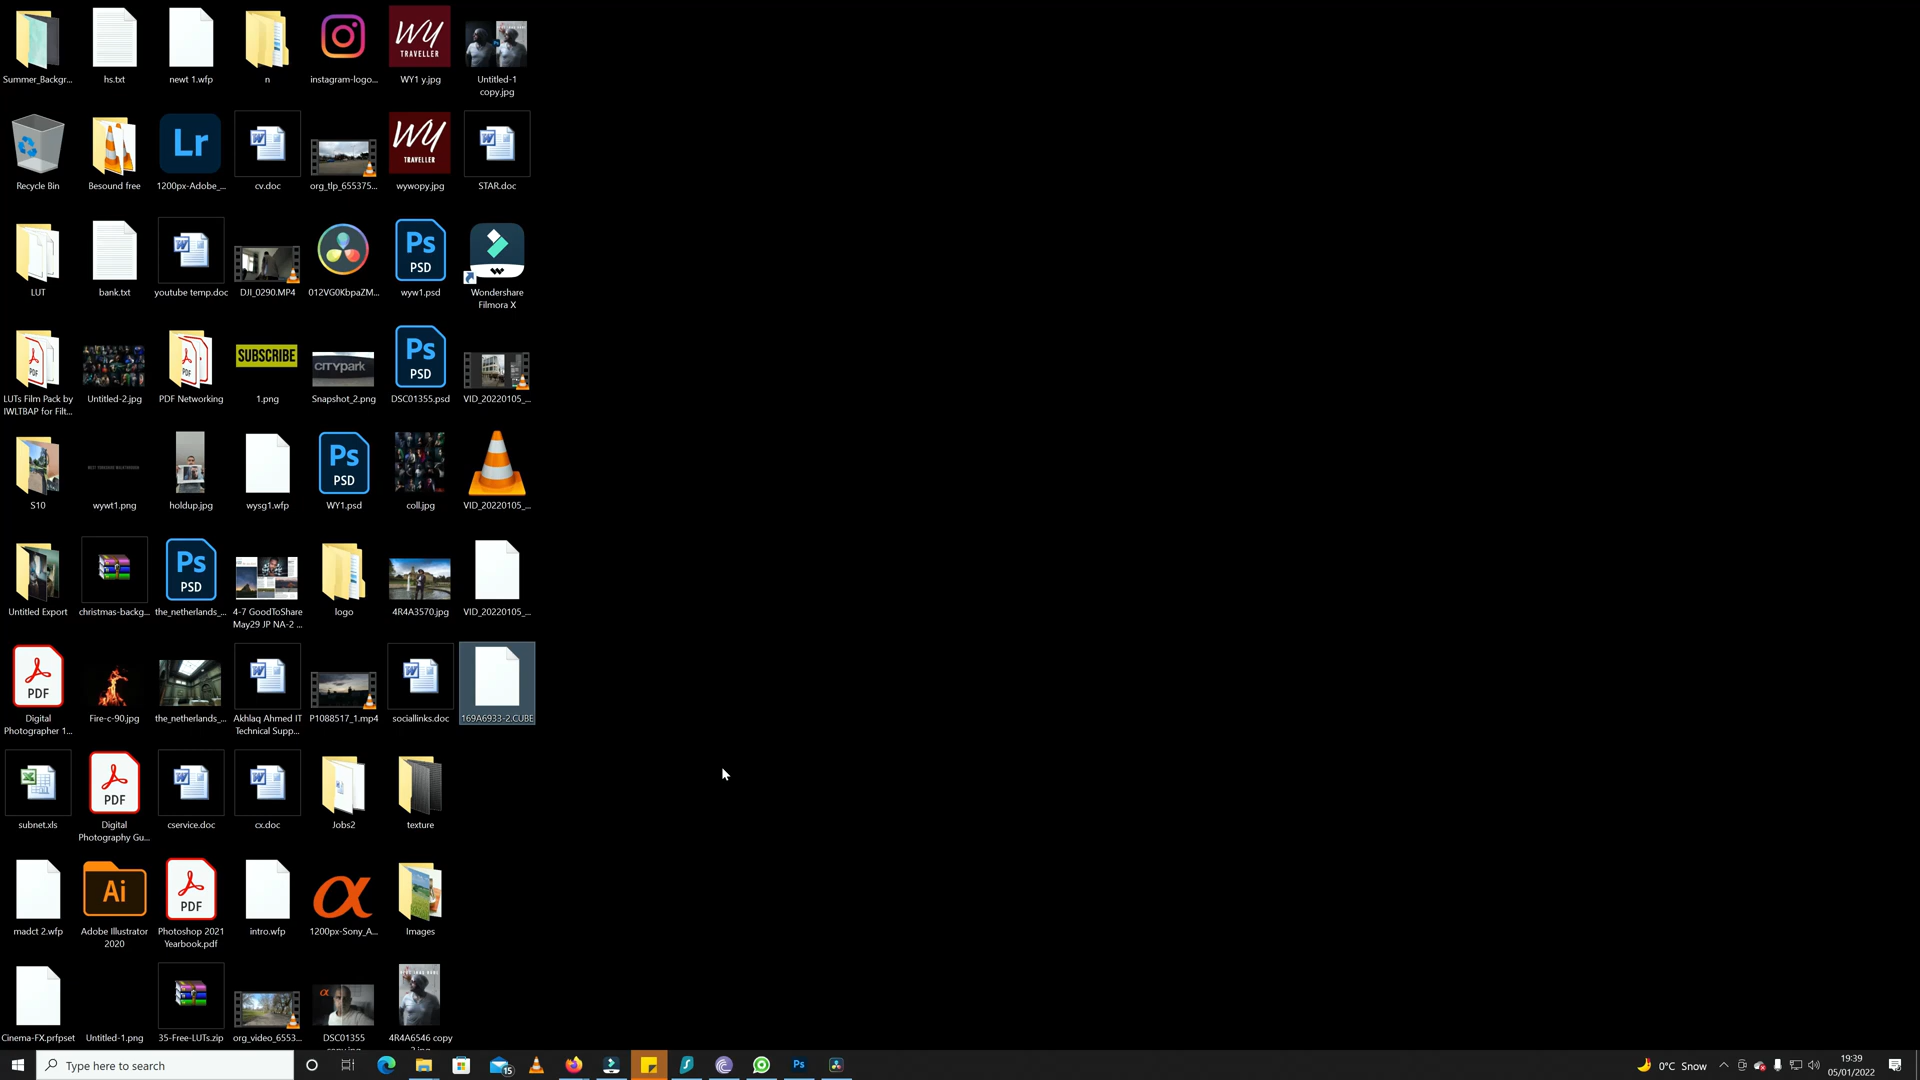 Summer_Backgr...
hs.txt
newt 1.wfp
n
instagram-logo...
WY
TRAVELLER
WY1 y.jpg
Untitled-1
copy.jpg
Recycle Bin
Besound free
Lr
1200px-Adobe_...
cv.doc
org_tlp_655375...
WY
TRAVELLER
wywopy.jpg
STAR.doc
LUT
bank.txt
youtube temp.doc
DJI_0290.MP4
012VG0KbpaZM...
Ps
PSD
wyw1.psd
Wondershare
Filmora X
PDF
LUTs Film Pack by
IWLTBAP for Filt...
Untitled-2.jpg
PDF Networking
SUBSCRIBE
1.png
CITYPARK
Snapshot_2.png
Ps
PSD
DSC01355.psd
VID_20220105_...
S10
wywt1.png
holdup.jpg
wysg1.wfp
Ps
PSD
WY1.psd
coll.jpg
VID_20220105_...
Untitled Export
christmas-backg...
Ps
PSD
the_netherlands_...
4-7 GoodToShare
May29 JP NA-2 ...
logo
4R4A3570.jpg
VID_20220105_...
PDF
Digital
Photographer 1...
Fire-c-90.jpg
the_netherlands_...
Akhlaq Ahmed IT
Technical Supp...
P1088517_1.mp4
sociallinks.doc
169A6933-2.CUBE
subnet.xls
PDF
Digital
Photography Gu...
cservice.doc
cx.doc
Jobs2
texture
madct 2.wfp
Ai
Adobe Illustrator
2020
PDF
Photoshop 2021
Yearbook.pdf
intro.wfp
α
1200px-Sony_A...
Images
Cinema-FX.prfpset
Untitled-1.png
35-Free-LUTs.zip
org_video_6553...
DSC01355
4R4A6546 copy
Type here to search
15
Ps
0°C Snow
19:39
05/01/2022